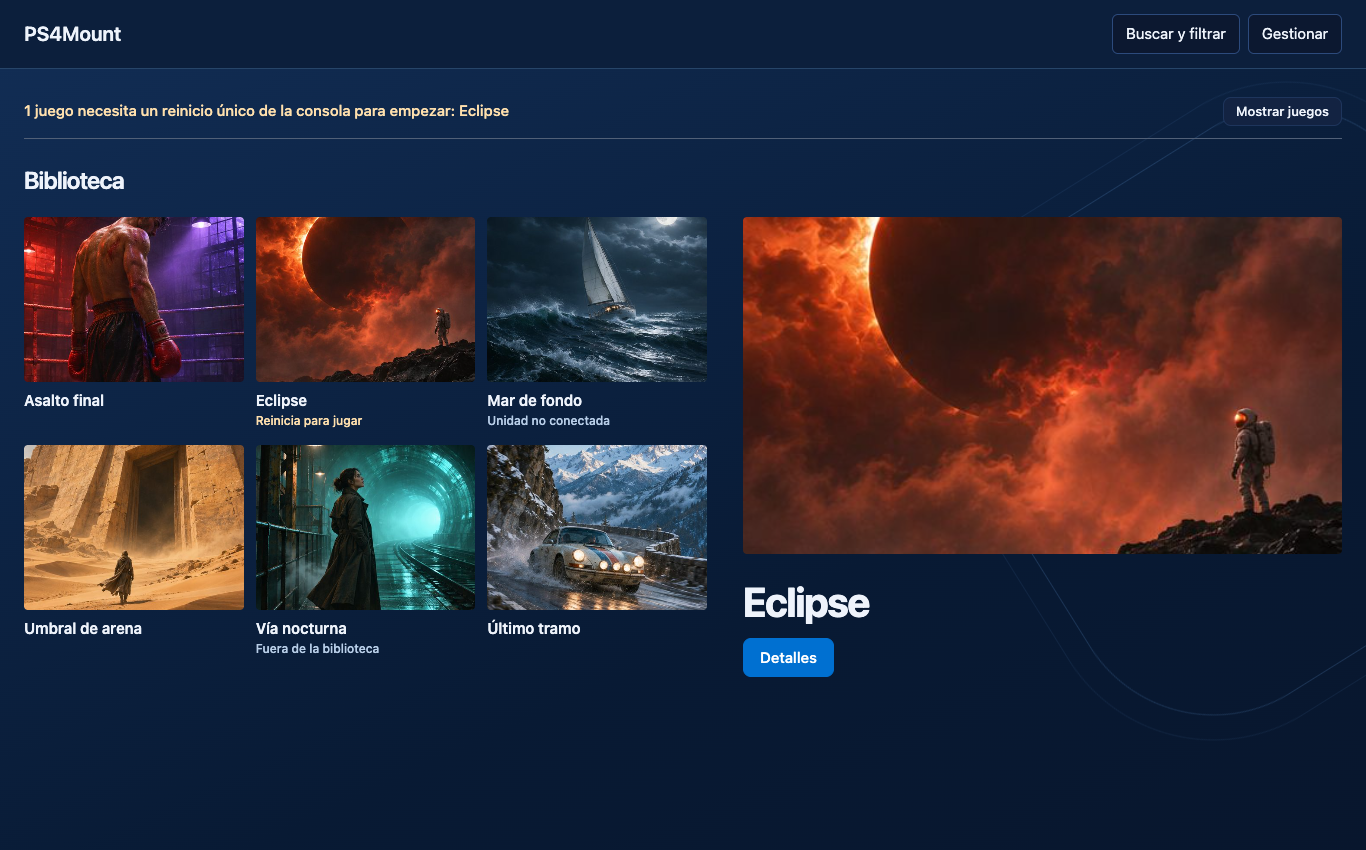 PS4Mount
Buscar y filtrar
Gestionar
1 juego necesita un reinicio único de la consola para empezar: Eclipse
Mostrar juegos
Biblioteca
Asalto final
Eclipse
Reinicia para jugar
Mar de fondo
Unidad no conectada
Umbral de arena
Vía nocturna
Fuera de la biblioteca
Último tramo
Eclipse
Detalles